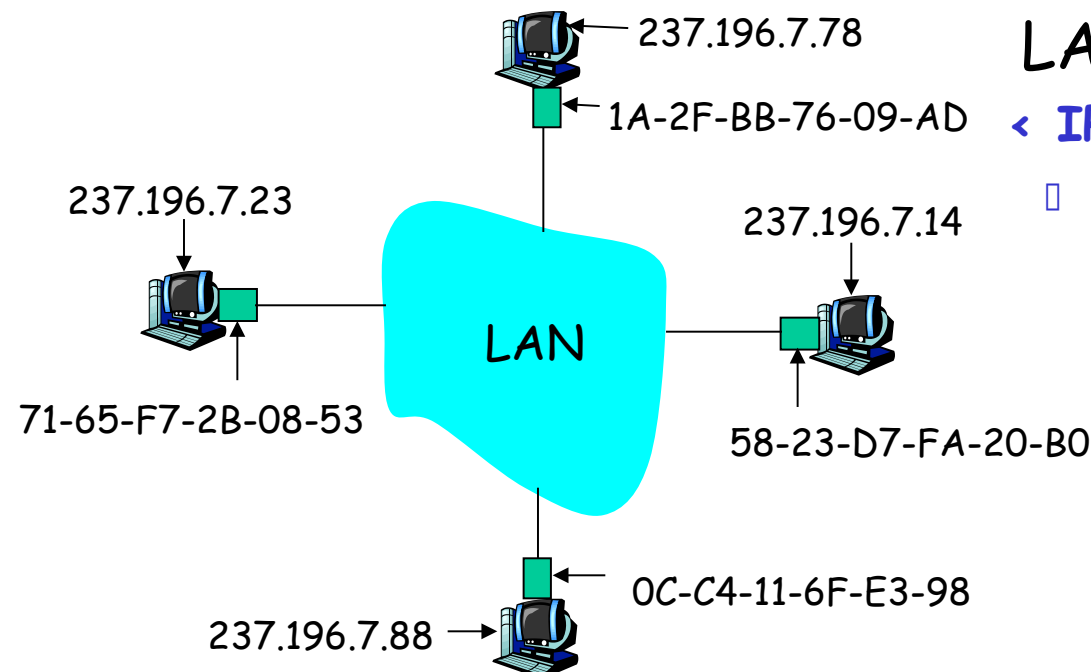 237.196.7.78
LA
1A-2F-BB-76-09-AD
< IP
237.196.7.23
237.196.7.14
LAN
71-65-F7-2B-08-53
58-23-D7-FA-20-B0
0C-C4-11-6F-E3-98
237.196.7.88